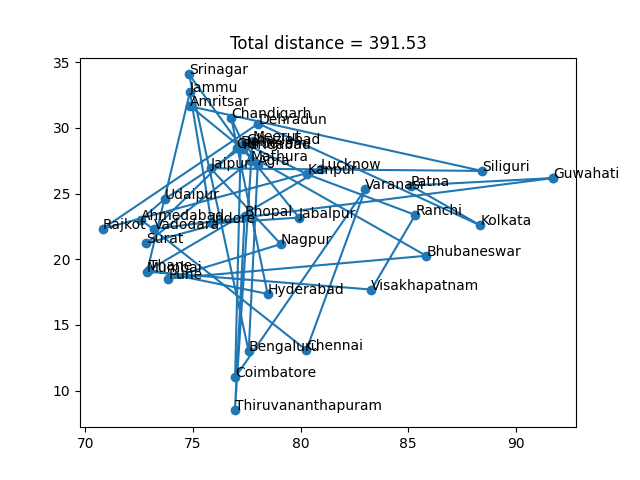 Total distance = 391.53
35
Srinagar
Jammu
Amritsar
Chandigarh
30
Dehradun
Meerut
Mathura
Agra
Jaipur
Kanpur
Lucknow
Siliguri
Guwahati
Varanasi
Patna
25
Udaipur
Ahmedabad
Rajkot
Vadodara
Indore
Bhopal
Jabalpur
Ranchi
Kolkata
Surat
Nagpur
Bhubaneswar
20
Thane
Mumbai
Pune
Hyderabad
Visakhapatnam
15
Bengaluru
Chennai
Coimbatore
10
Thiruvananthapuram
70 75 80 85 90